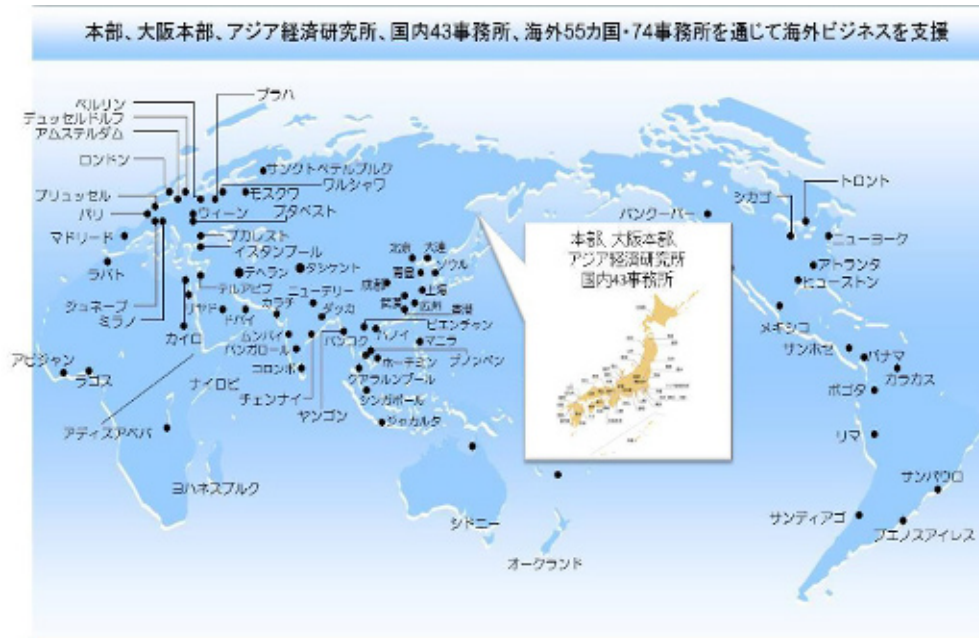 本部、大阪本部、アジア経済研究所、国内43事務所、海外55カ国・74事務所を通じて海外ビジネスを支援
プラハ
ベルリン
デュッセルドルフ
アムステルダム
ロンドン
サンクトペテルブルク
ワルシャワ
ブリュッセル
モスクワ
パリ
ウィーン
ブタペスト
マドリード
ブカレスト
イスタンブール
ラバト
テヘラン
タシケント
テルアビブ
ニューデリー
ジュネーブ
リヤド
カラチ
ミラノ
ドバイ
ダッカ
カイロ
ムンバイ
バンコク
バンガロール
コロンボ
チェンナイ
ヤンゴン
北京
大連
青島
ソウル
成都
上海
広州
香港
ビエンチャン
ハノイ
マニラ
ホーチミン
プノンペン
クアラルンプール
シンガポール
ジャカルタ
アビジャン
ラゴス
ナイロビ
アディスアベバ
ヨハネスブルク
シドニー
オークランド
本部、大阪本部、
アジア経済研究所
国内43事務所
バンクーバー
シカゴ
トロント
ニューヨーク
アトランタ
ヒューストン
メキシコ
サンホセ
パナマ
カラカス
ボゴタ
リマ
サンパウロ
サンティアゴ
ブエノスアイレス